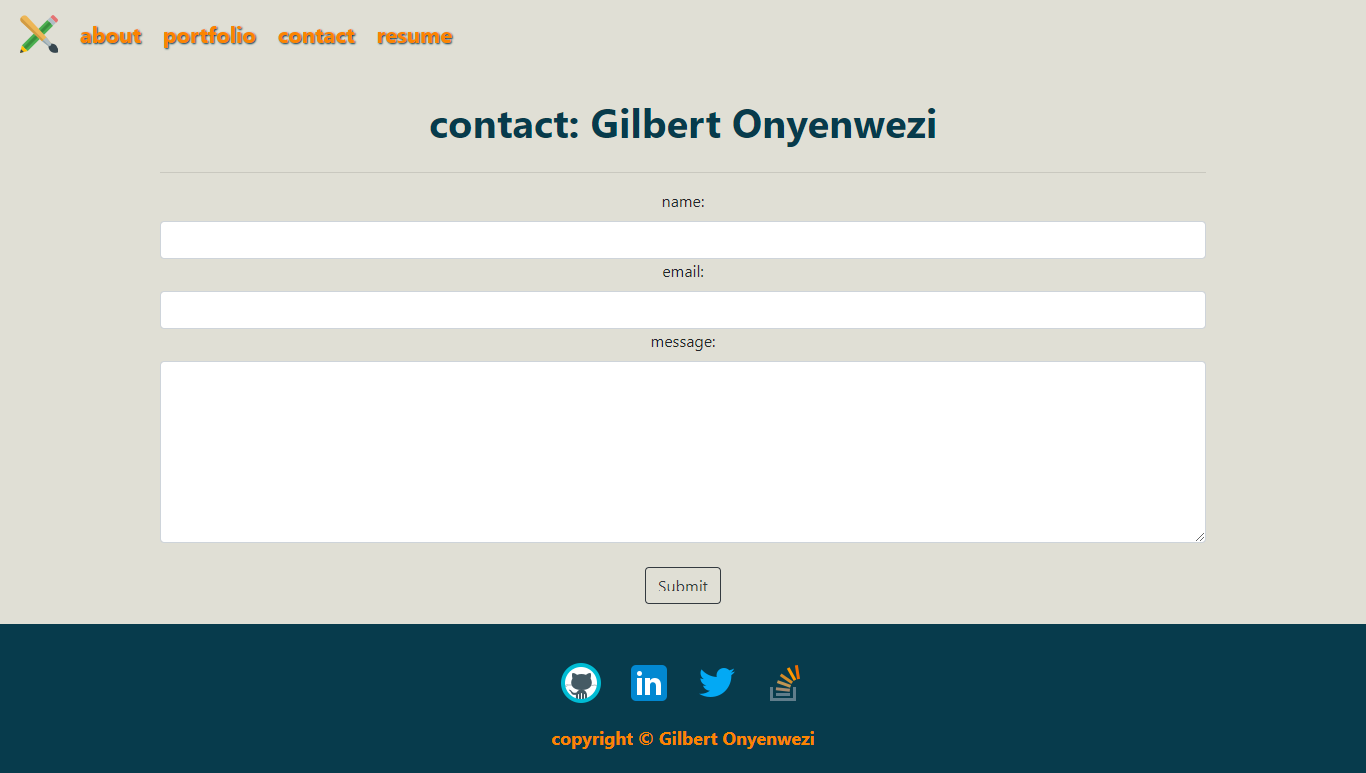 about portfolio contact resume
contact: Gilbert Onyenwezi
name:
email:
message:
Submit
in
copyright © Gilbert Onyenwezi